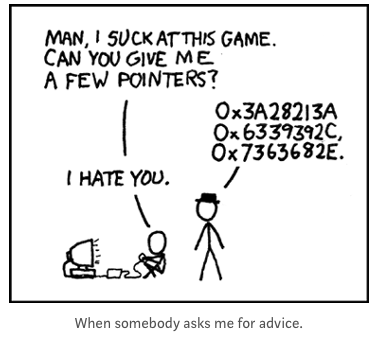 MAN, I SUCK AT THIS GAME.
CAN YOU GIVE ME
A FEW POINTERS?
0x3A28213A
0x6339392C,
0x7363682E.
I HATE YOU.
When somebody asks me for advice.